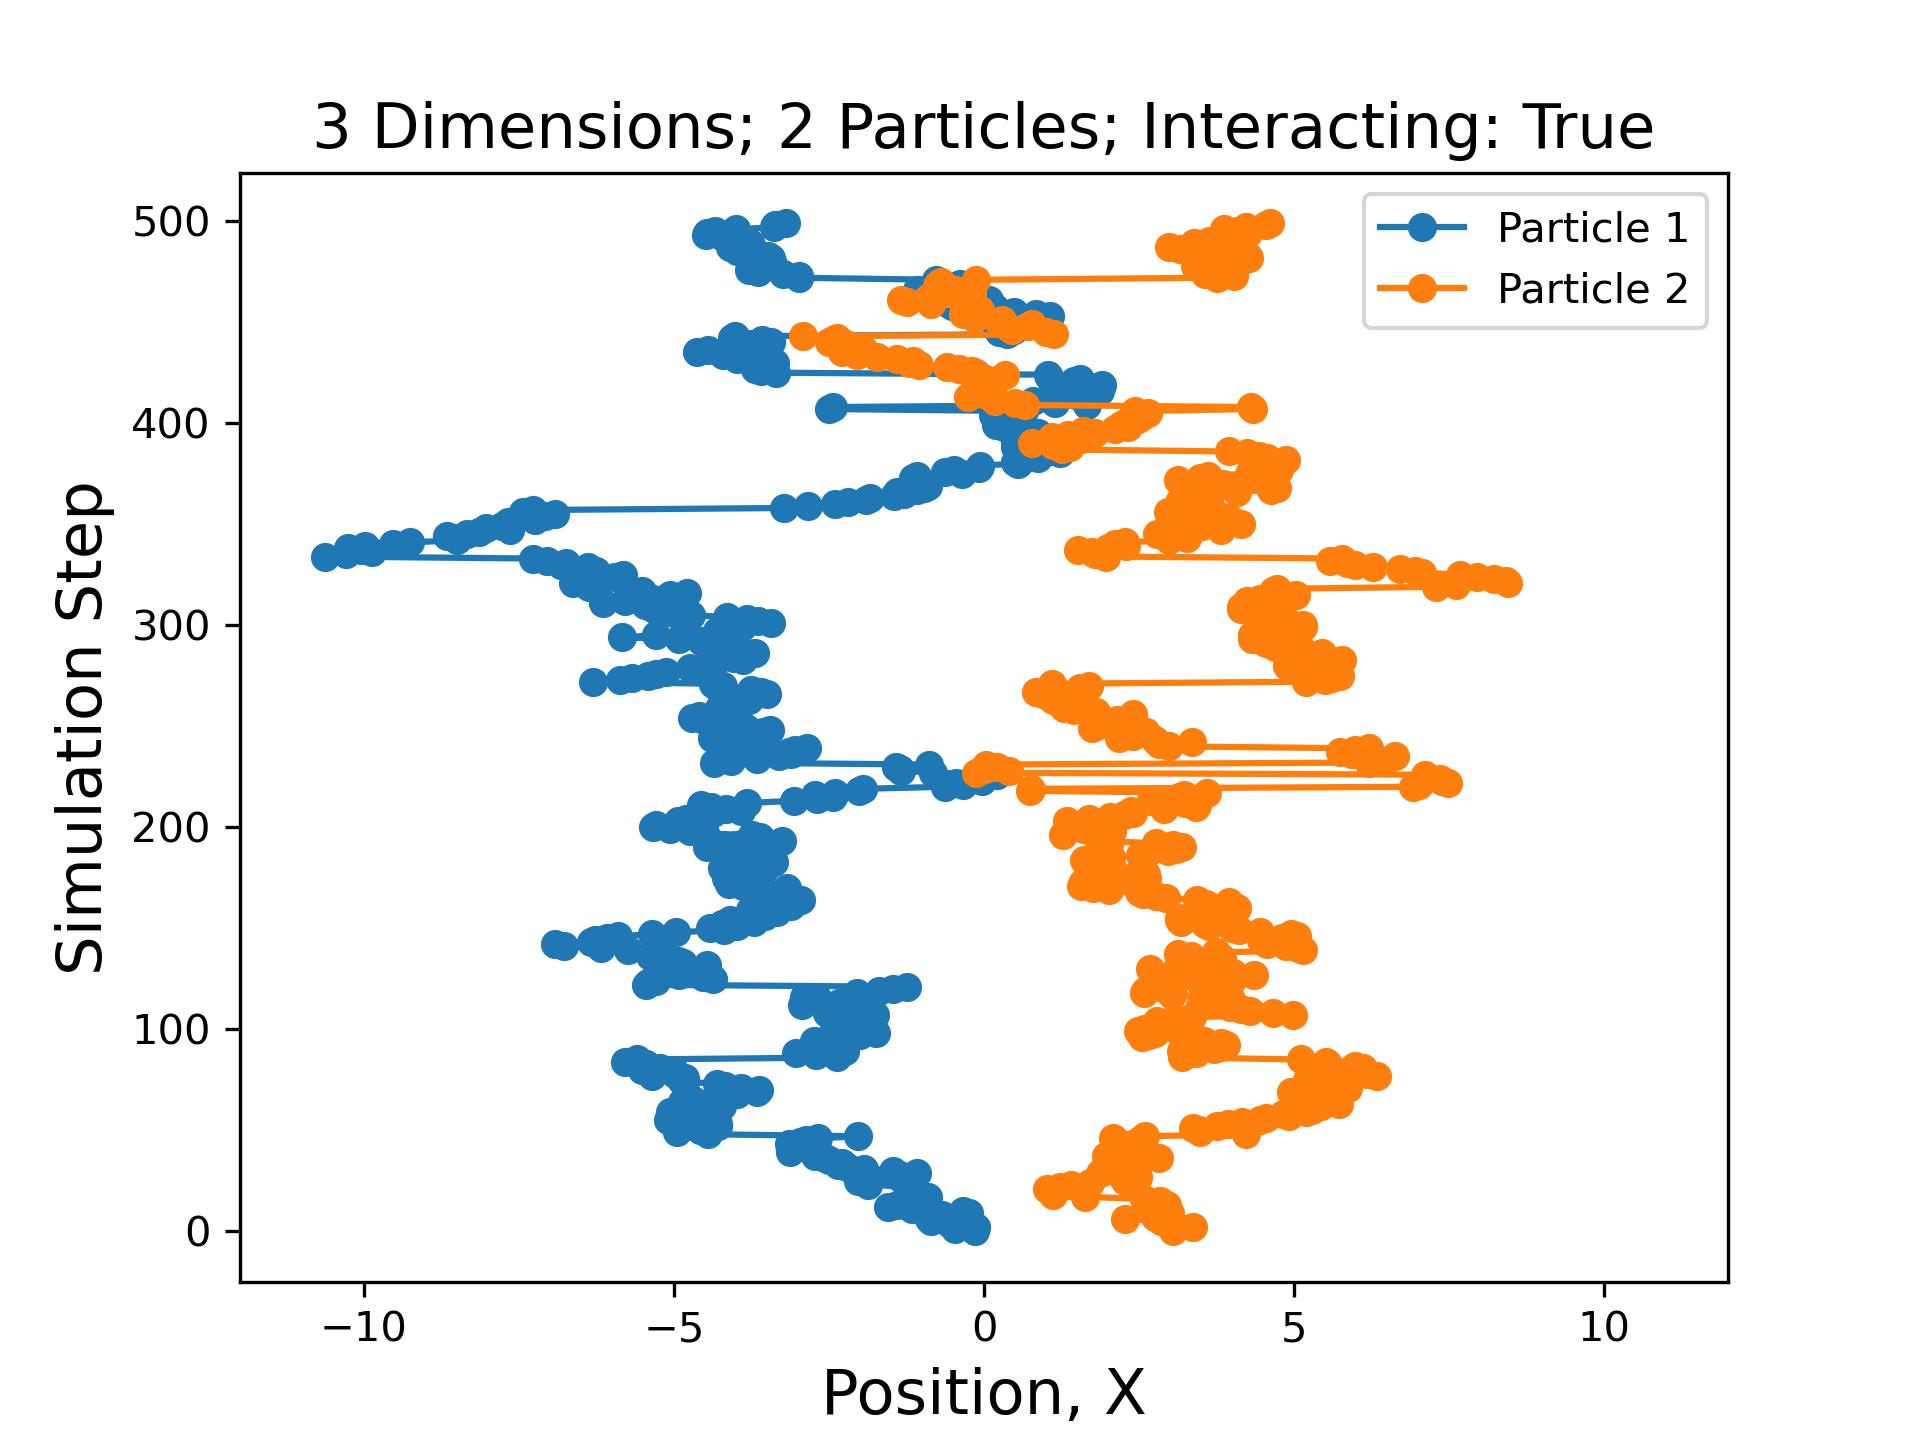 3 Dimensions; 2 Particles; Interacting: True
Particle 1
Particle 2
Simulation Step
500
400
300
200
100
0
−10
−5
0
5
10
Position, X